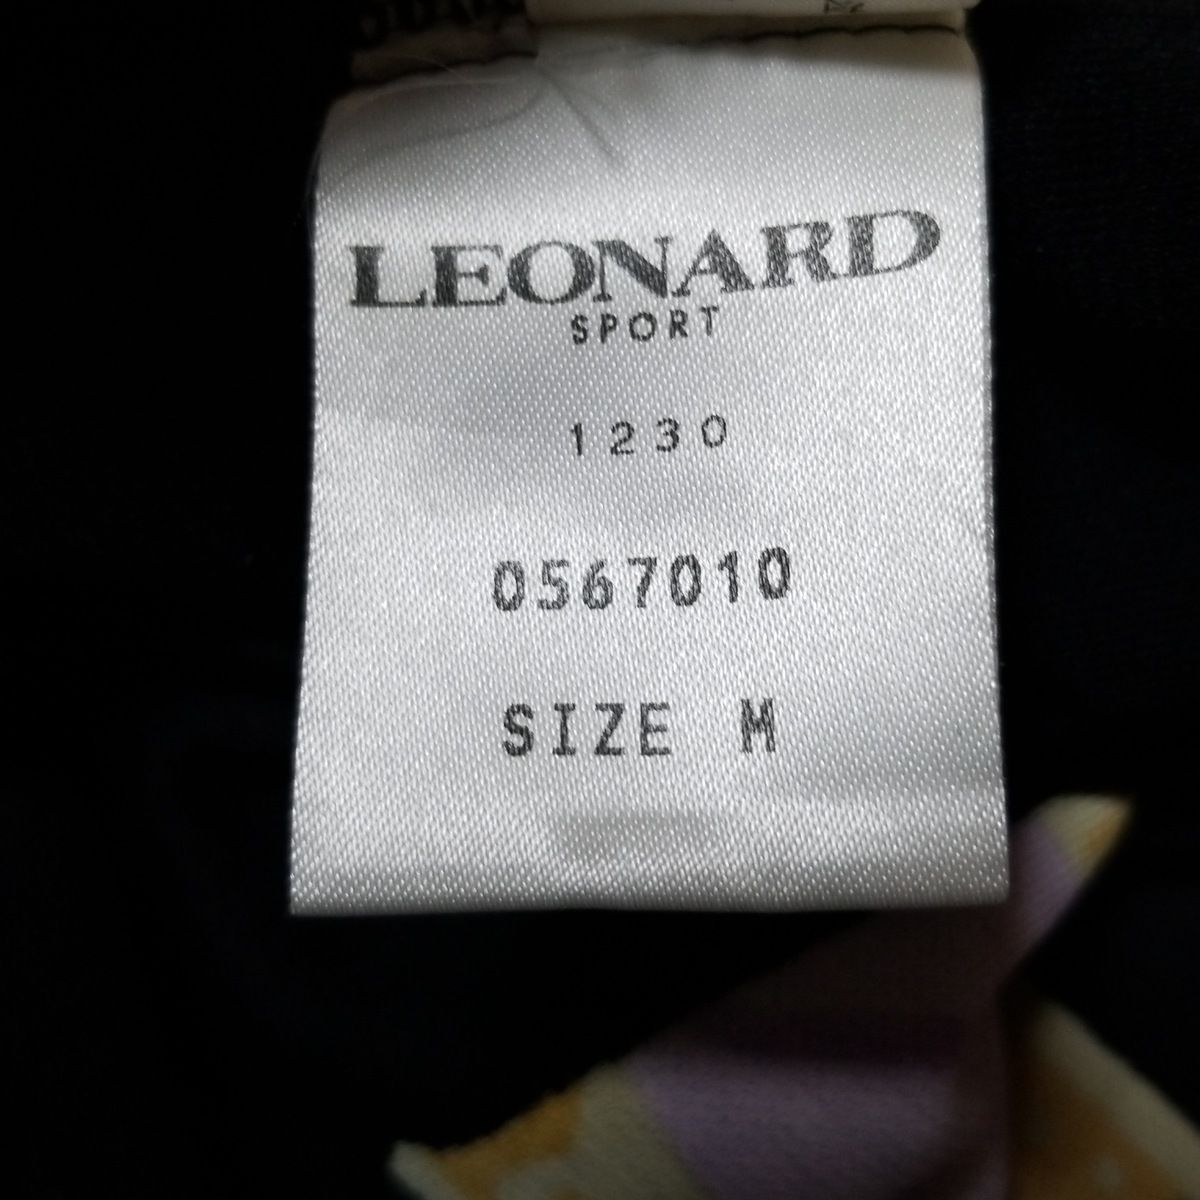 LEONARD
SPORT
1230
0567010
SIZE M